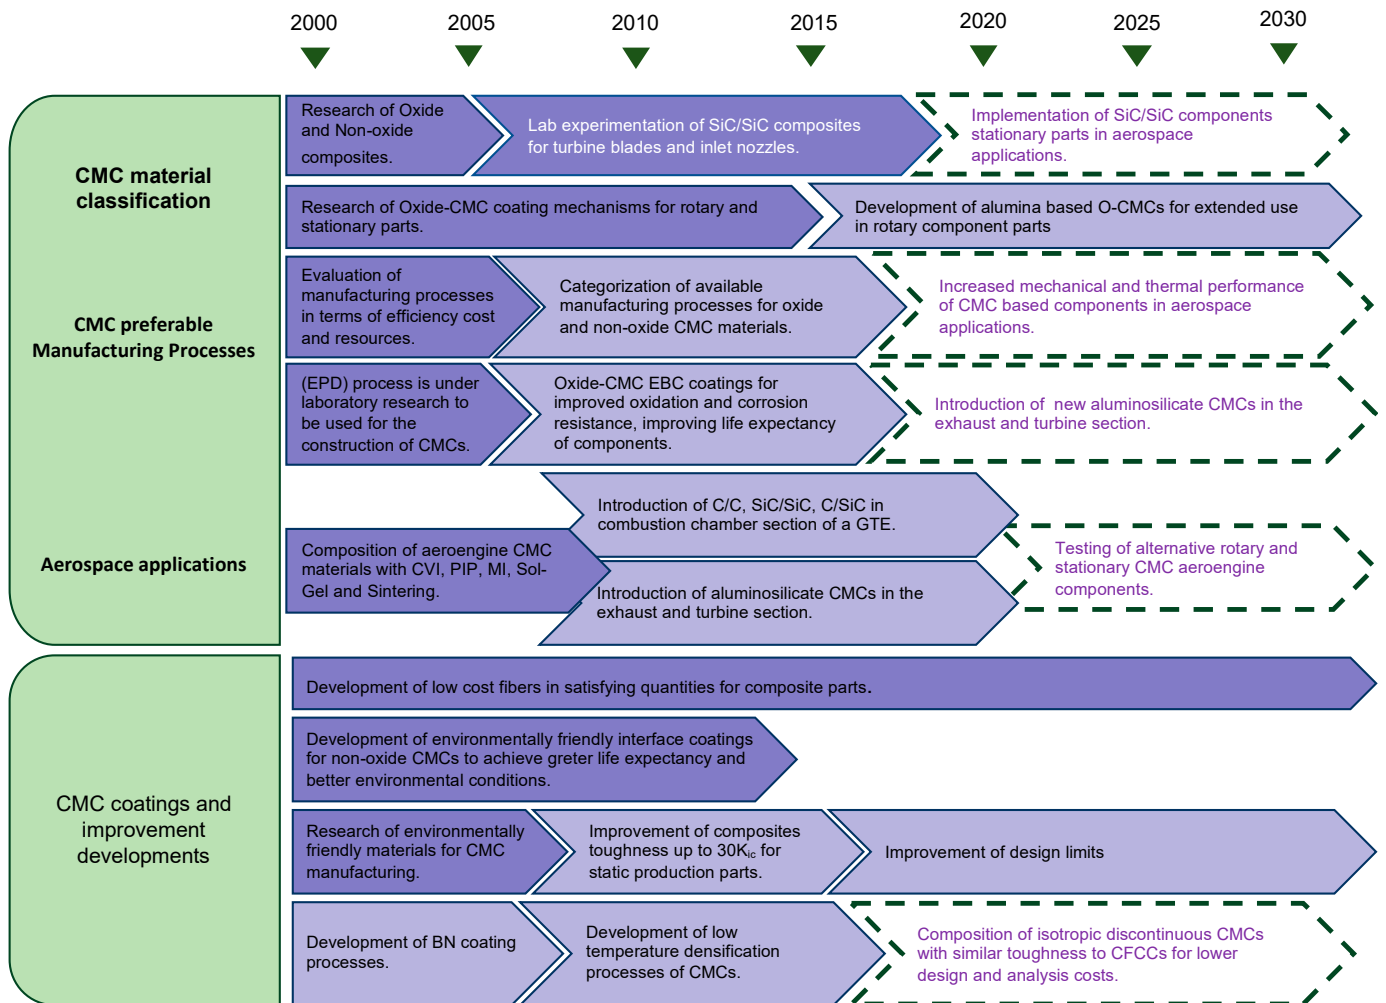 2000 2005 2010 2015 2020 2025 2030
CMC material
classification
Research of Oxide
and Non-oxide
composites.
Lab experimentation of SiC/SiC composites
for turbine blades and inlet nozzles.
Implementation of SiC/SiC components
stationary parts in aerospace
applications.
Research of Oxide-CMC coating mechanisms for rotary and
stationary parts.
Development of alumina based O-CMCs for extended use
in rotary component parts
CMC preferable
Manufacturing Processes
Evaluation of
manufacturing processes
in terms of efficiency cost
and resources.
Categorization of available
manufacturing processes for oxide
and non-oxide CMC materials.
Increased mechanical and thermal performance
of CMC based components in aerospace
applications.
(EPD) process is under
laboratory research to
be used for the
construction of CMCs.
Oxide-CMC EBC coatings for
improved oxidation and corrosion
resistance, improving life expectancy
of components.
Introduction of  new aluminosilicate CMCs in the
exhaust and turbine section.
Aerospace applications
Composition of aeroengine CMC
materials with CVI, PIP, MI, Sol-
Gel and Sintering.
Introduction of C/C, SiC/SiC, C/SiC in
combustion chamber section of a GTE.
Introduction of aluminosilicate CMCs in the
exhaust and turbine section.
Testing of alternative rotary and
stationary CMC aeroengine
components.
CMC coatings and
improvement
developments
Development of low cost fibers in satisfying quantities for composite parts.
Development of environmentally friendly interface coatings
for non-oxide CMCs to achieve greter life expectancy and
better environmental conditions.
Research of environmentally
friendly materials for CMC
manufacturing.
Improvement of composites
toughness up to 30Kic for
static production parts.
Improvement of design limits
Development of BN coating
processes.
Development of low
temperature densification
processes of CMCs.
Composition of isotropic discontinuous CMCs
with similar toughness to CFCCs for lower
design and analysis costs.